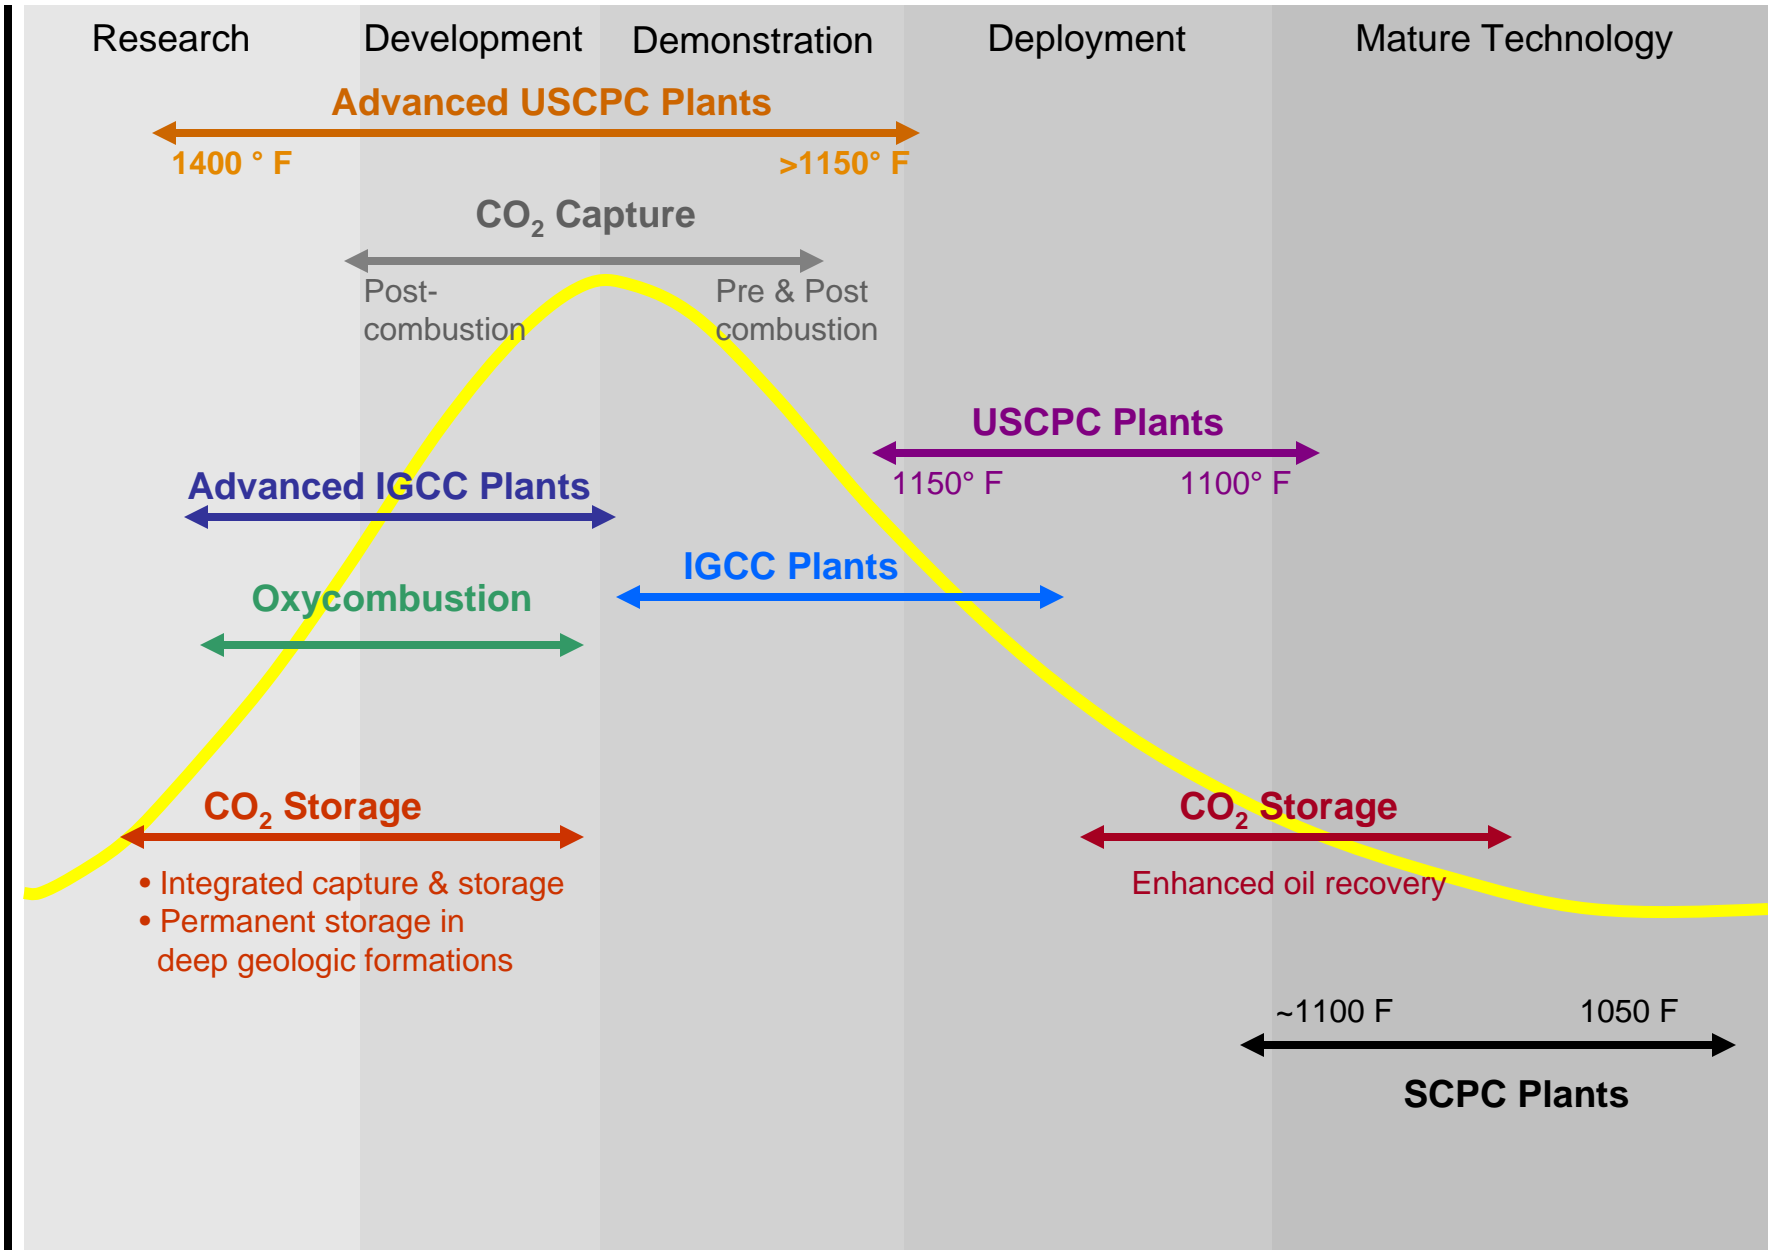 Research
Development
Demonstration
Deployment
Mature Technology
Advanced USCPC Plants
1400 ° F
>1150° F
CO₂ Capture
Post-
combustion
Pre & Post
combustion
USCPC Plants
1150° F
1100° F
Advanced IGCC Plants
IGCC Plants
Oxycombustion
CO₂ Storage
• Integrated capture & storage
• Permanent storage in
deep geologic formations
CO₂ Storage
Enhanced oil recovery
~1100 F
1050 F
SCPC Plants